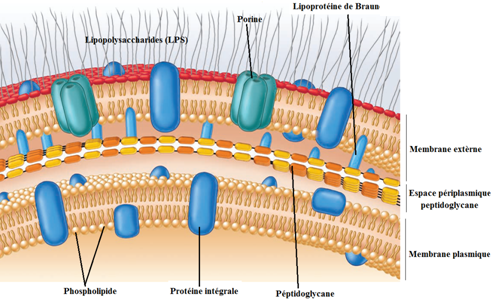 Lipoprotéine de Braun
Porine
Lipopolysaccharides (LPS)
Membrane extèrne
Espace périplasmique
peptidoglycane
Membrane plasmique
Phospholipide
Protéine intégrale
Péptidoglycane